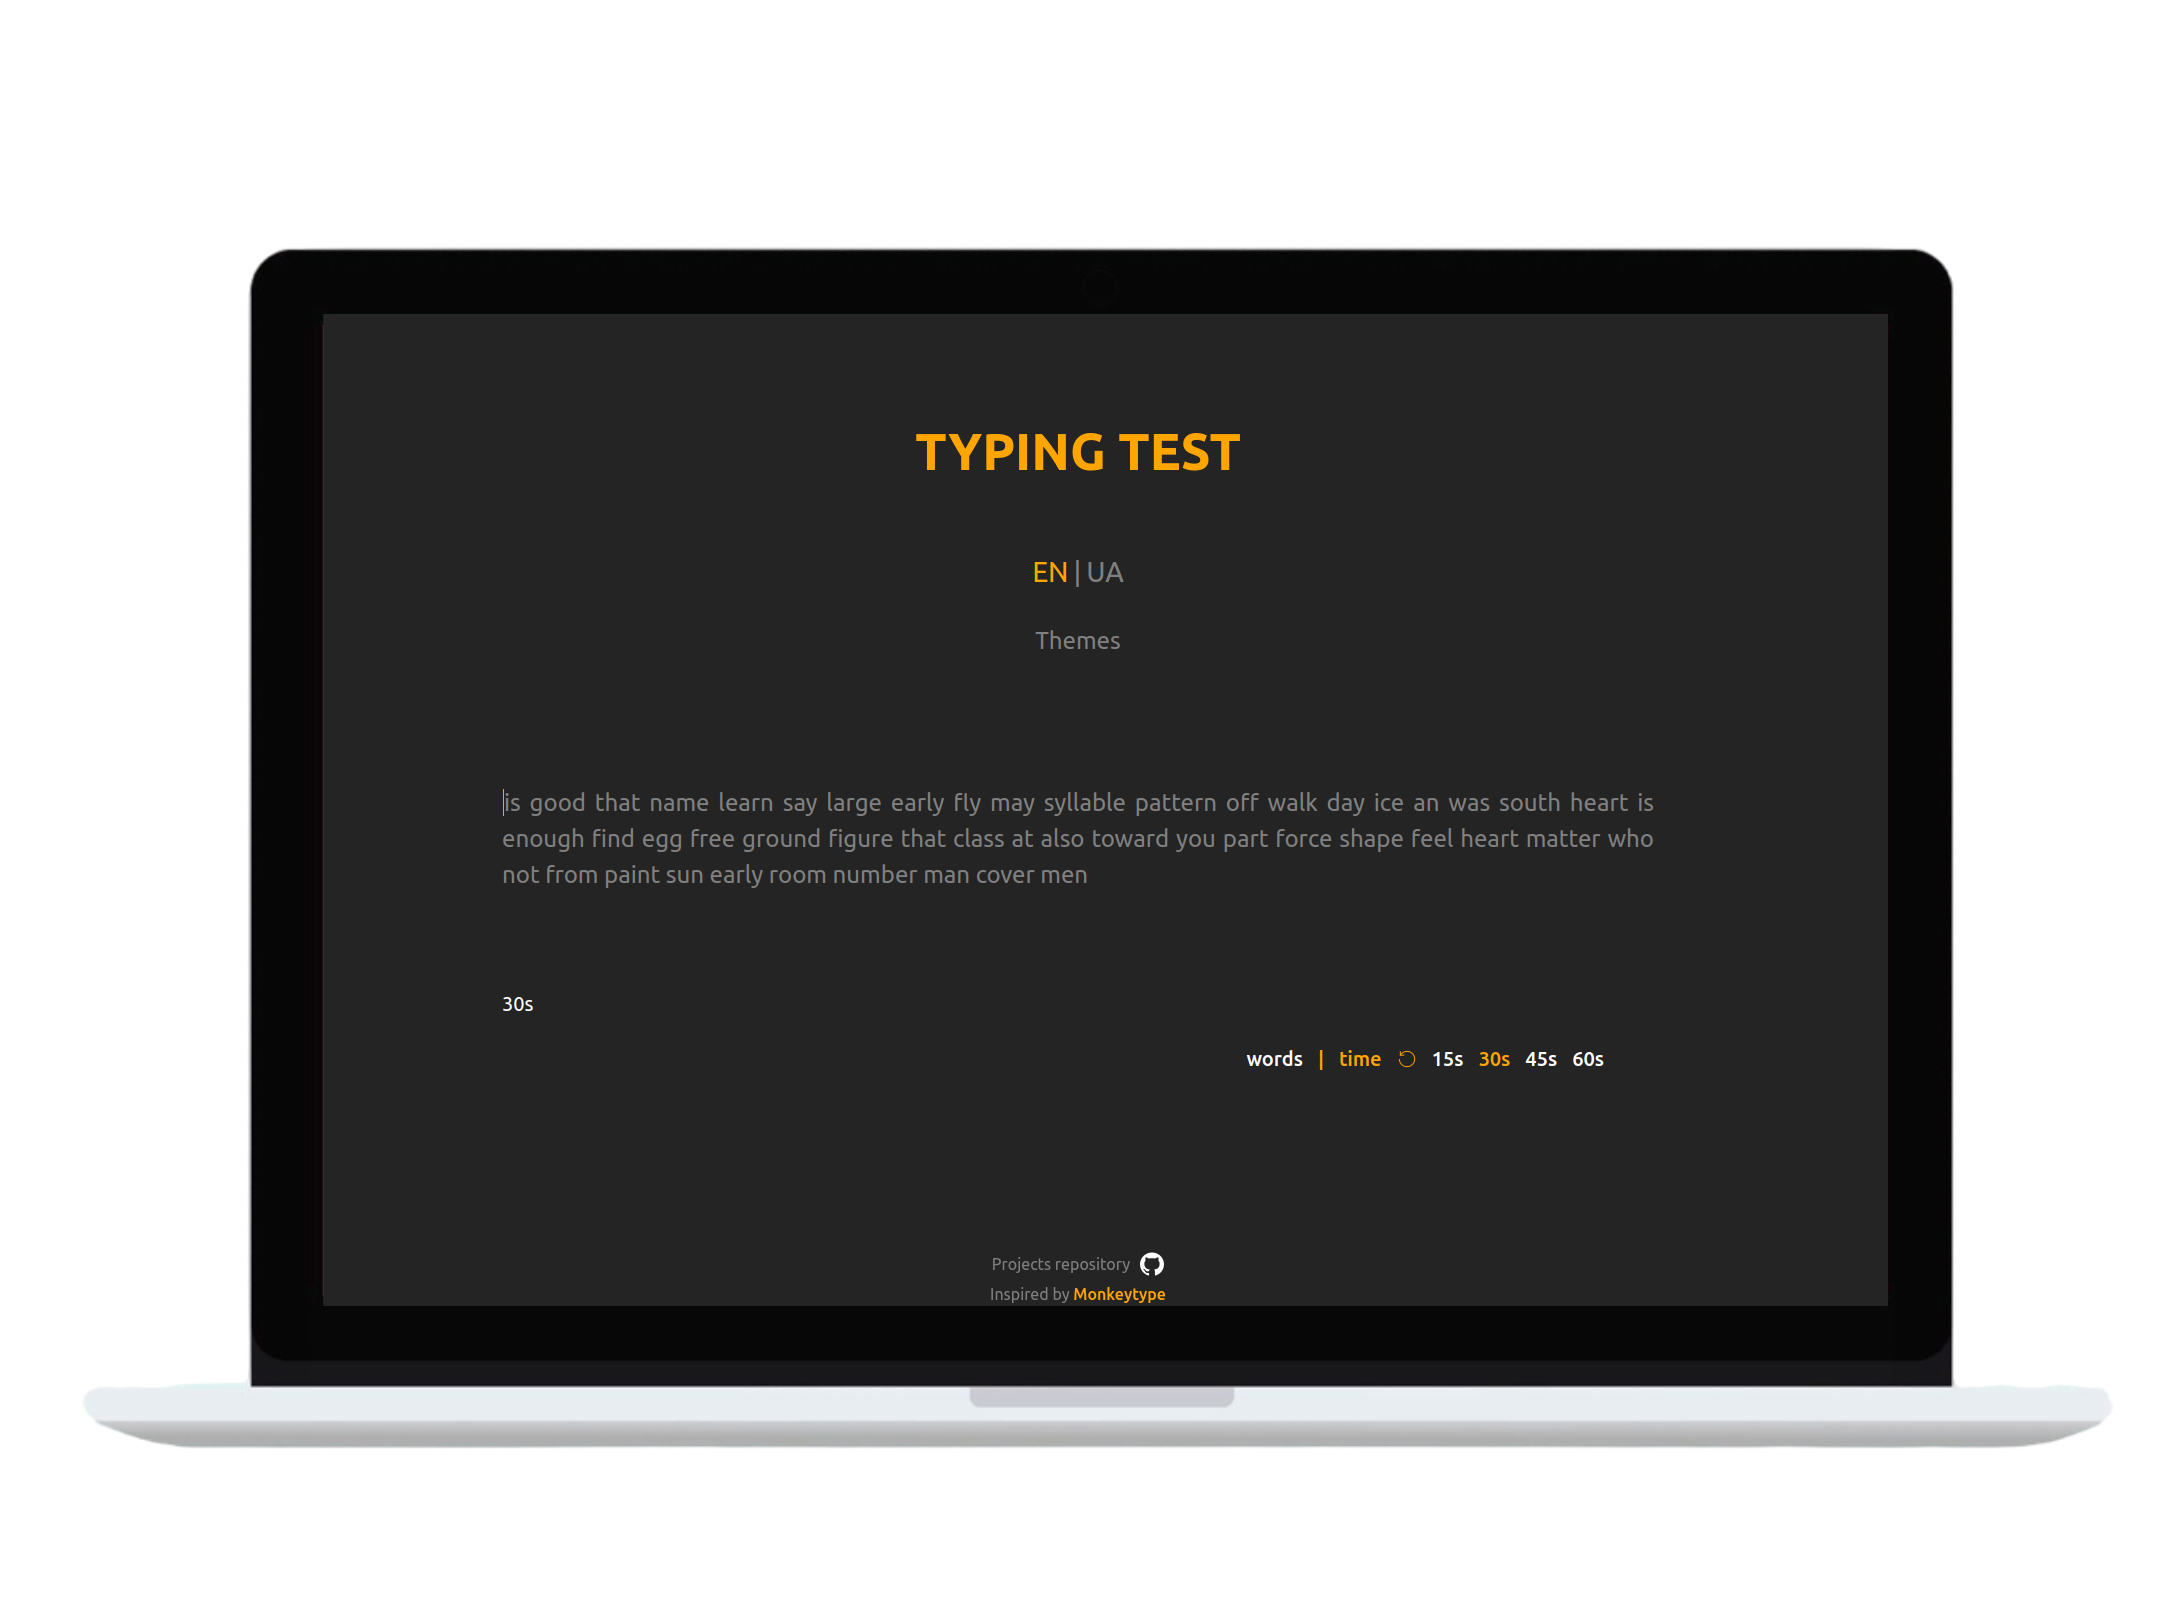 TYPING TEST
EN | UA
Themes
is good that name learn say large early fly may syllable pattern off walk day ice an was south heart is
enough find egg free ground figure that class at also toward you part force shape feel heart matter who
not from paint sun early room number man cover men
30s
words | time 15s 30s 45s 60s
Projects repository
Inspired by Monkeytype